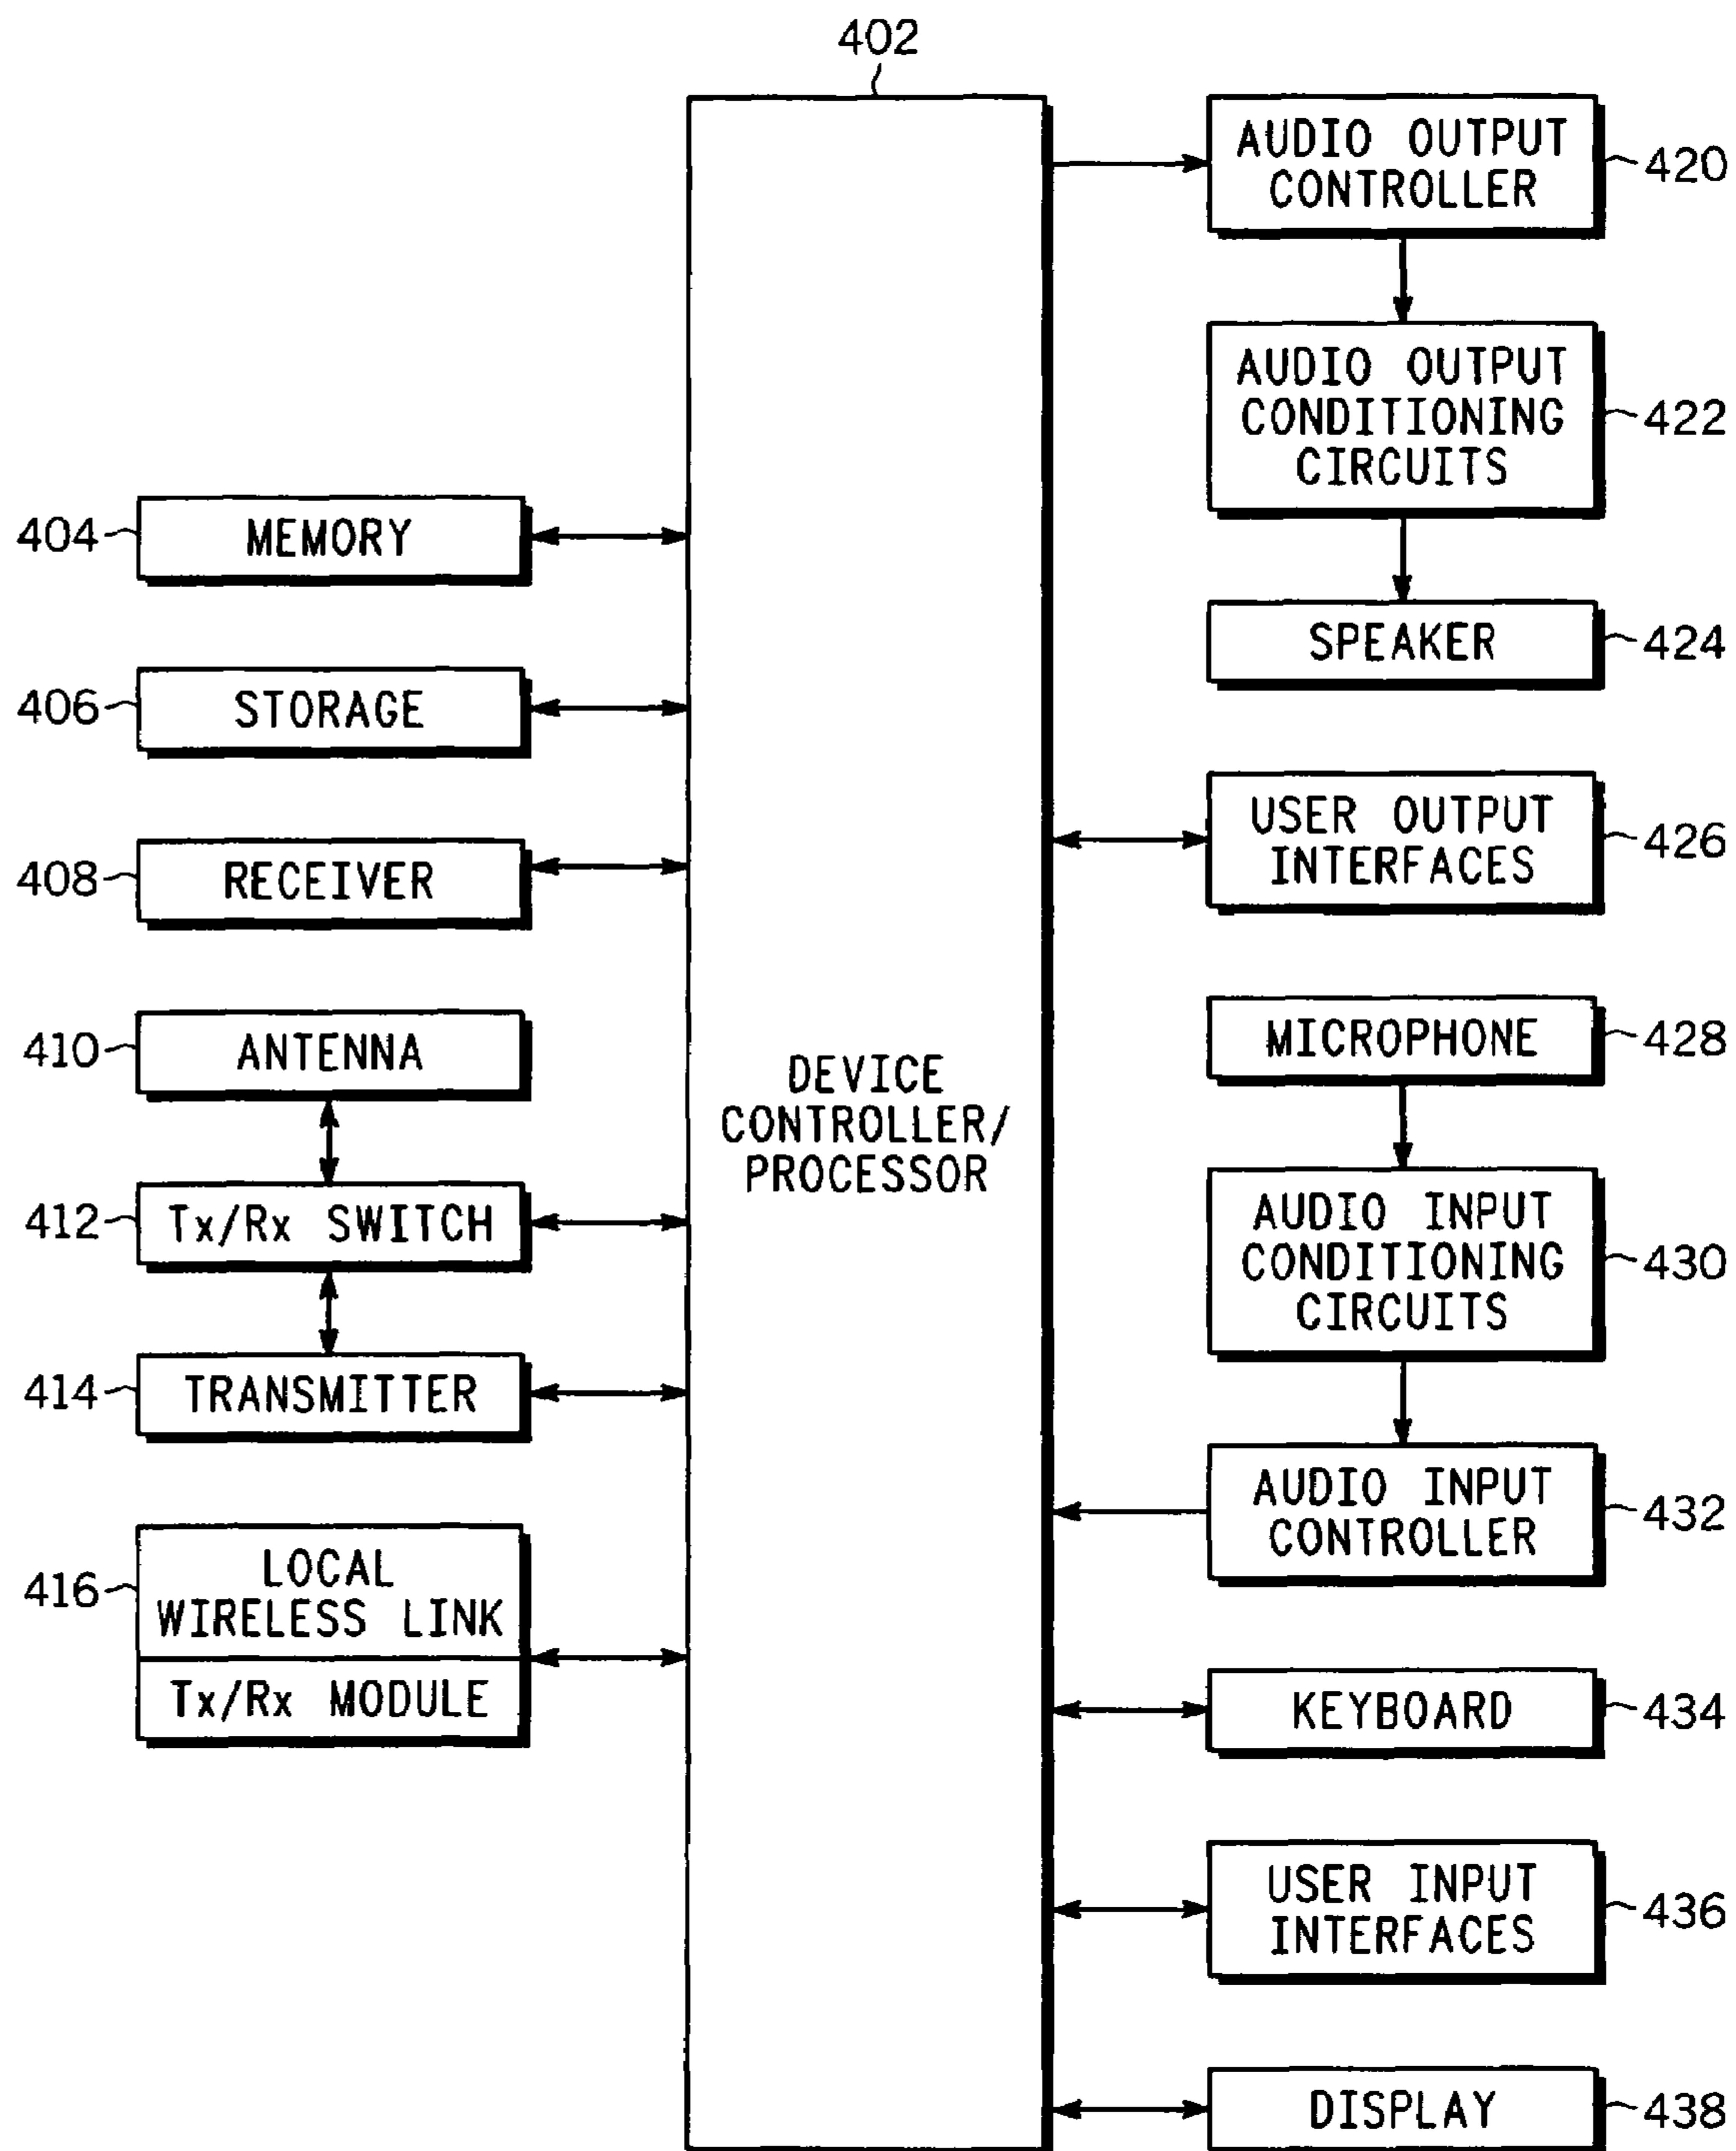 402
AUDIO OUTPUT
CONTROLLER
420
AUDIO OUTPUT
CONDITIONING
CIRCUITS
422
404
MEMORY
SPEAKER
424
406
STORAGE
USER OUTPUT
INTERFACES
426
408
RECEIVER
410
ANTENNA
MICROPHONE
428
DEVICE
CONTROLLER/
PROCESSOR
412
Tx/Rx SWITCH
AUDIO INPUT
CONDITIONING
CIRCUITS
430
414
TRANSMITTER
AUDIO INPUT
CONTROLLER
432
416
LOCAL
WIRELESS LINK
Tx/Rx MODULE
KEYBOARD
434
USER INPUT
INTERFACES
436
DISPLAY
438